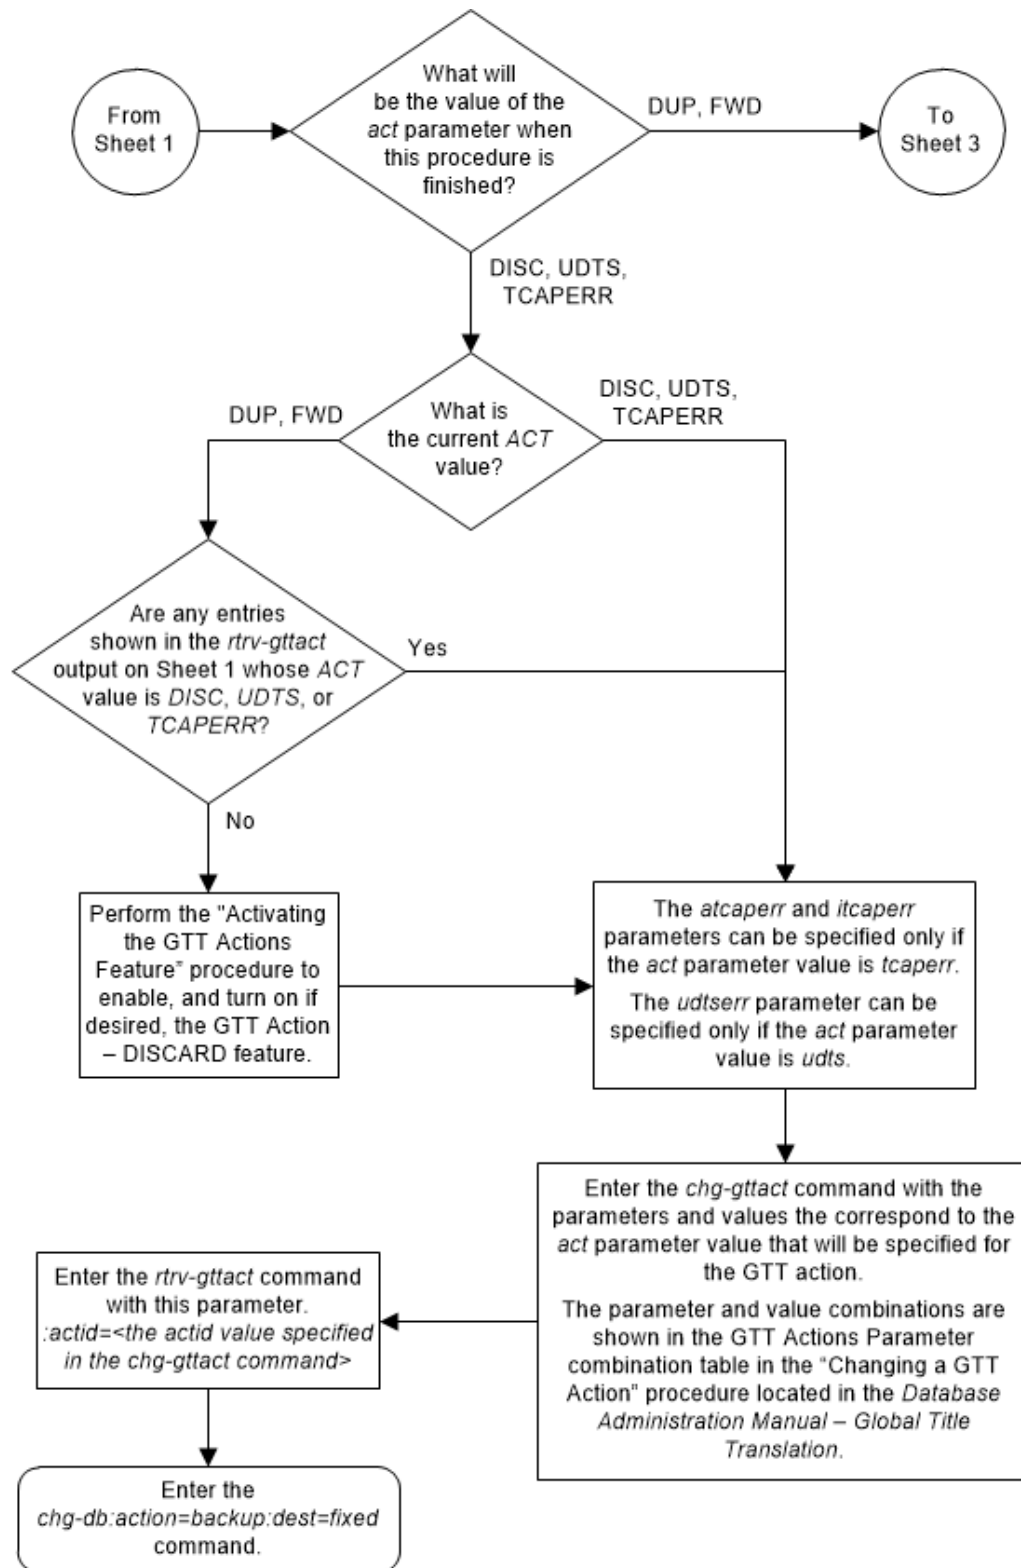 From
Sheet 1
What will
be the value of the
act parameter when
this procedure is
finished?
DUP, FWD
To
Sheet 3
DISC, UDTS,
TCAPERR
What is
the current ACT
value?
DUP, FWD
DISC, UDTS,
TCAPERR
Are any entries
shown in the rtrv-gttact
output on Sheet 1 whose ACT
value is DISC, UDTS, or
TCAPERR?
Yes
No
Perform the "Activating
the GTT Actions
Feature” procedure to
enable, and turn on if
desired, the GTT Action
– DISCARD feature.
The atcaperr and itcaperr
parameters can be specified only if
the act parameter value is tcaperr.
The udtserr parameter can be
specified only if the act parameter
value is udts.
Enter the chg-gttact command with the
parameters and values the correspond to the
act parameter value that will be specified for
the GTT action.
The parameter and value combinations are
shown in the GTT Actions Parameter
combination table in the “Changing a GTT
Action” procedure located in the Database
Administration Manual – Global Title
Translation.
Enter the rtrv-gttact command
with this parameter.
:actid=<the actid value specified
in the chg-gttact command>
Enter the
chg-db:action=backup:dest=fixed
command.